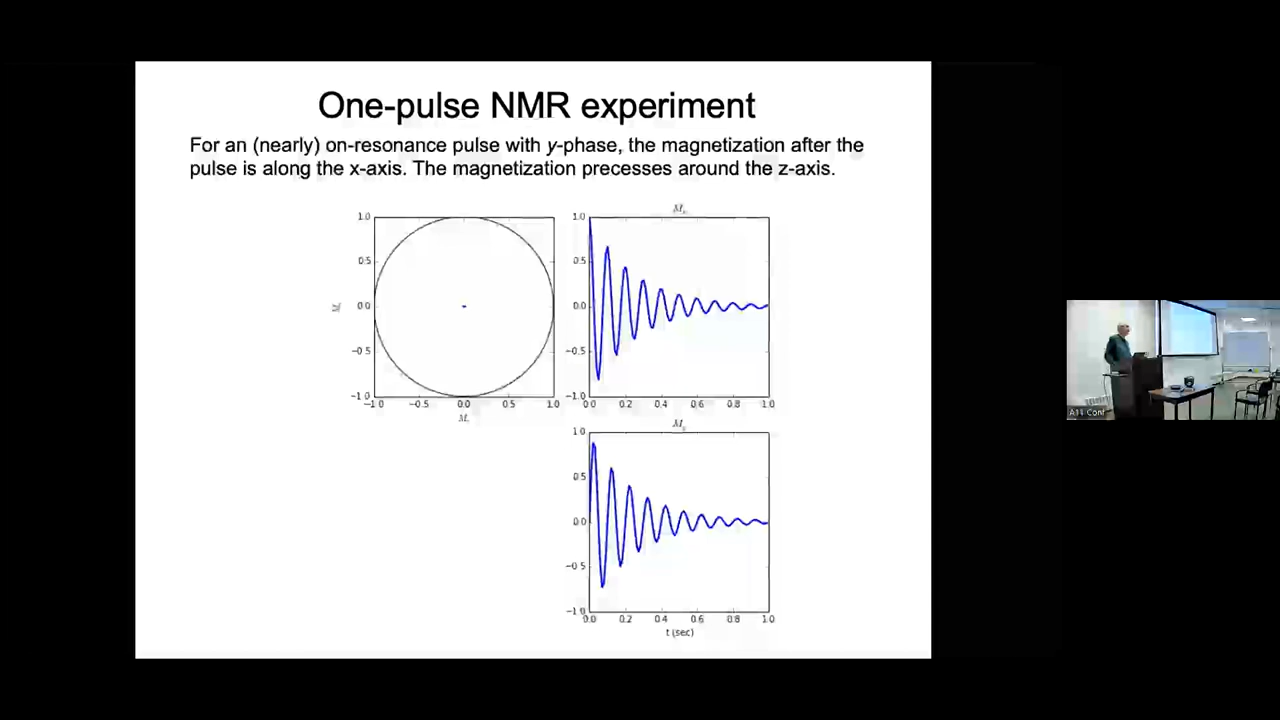 One-pulse NMR experiment
For an (nearly) on-resonance pulse with y-phase, the magnetization after the
pulse is along the x-axis. The magnetization precesses around the z-axis.
1.0
0.5
0.0
−0.5
−1.0
−1.0 −0.5 0.0 0.5 1.0
1.0
0.5
0.0
−0.5
−1.0
0.0 0.2 0.4 0.6 0.8 1.0
1.0
0.5
0.0
−0.5
−1.0
0.0 0.2 0.4 0.6 0.8 1.0
t (sec)
A11 Conf